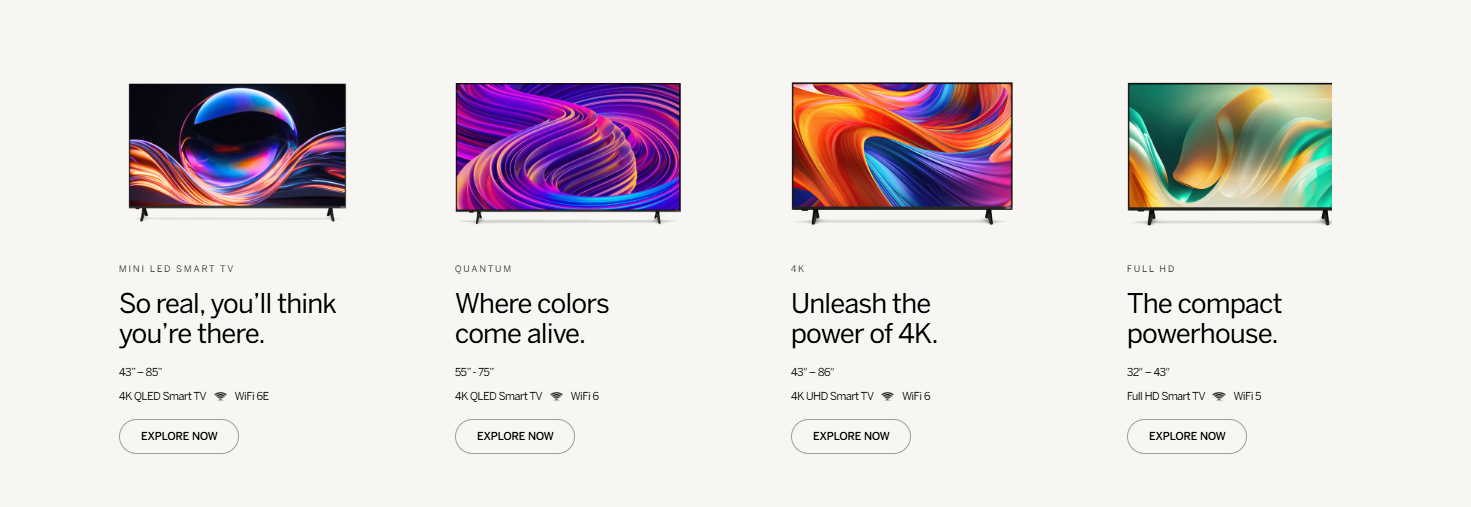 MINI LED SMART TV
So real, you’ll think
you’re there.
43” – 85”
4K QLED Smart TV WiFi 6E
EXPLORE NOW
QUANTUM
Where colors
come alive.
55” - 75”
4K QLED Smart TV WiFi 6
EXPLORE NOW
4K
Unleash the
power of 4K.
43” – 86”
4K UHD Smart TV WiFi 6
EXPLORE NOW
FULL HD
The compact
powerhouse.
32” – 43”
Full HD Smart TV WiFi 5
EXPLORE NOW